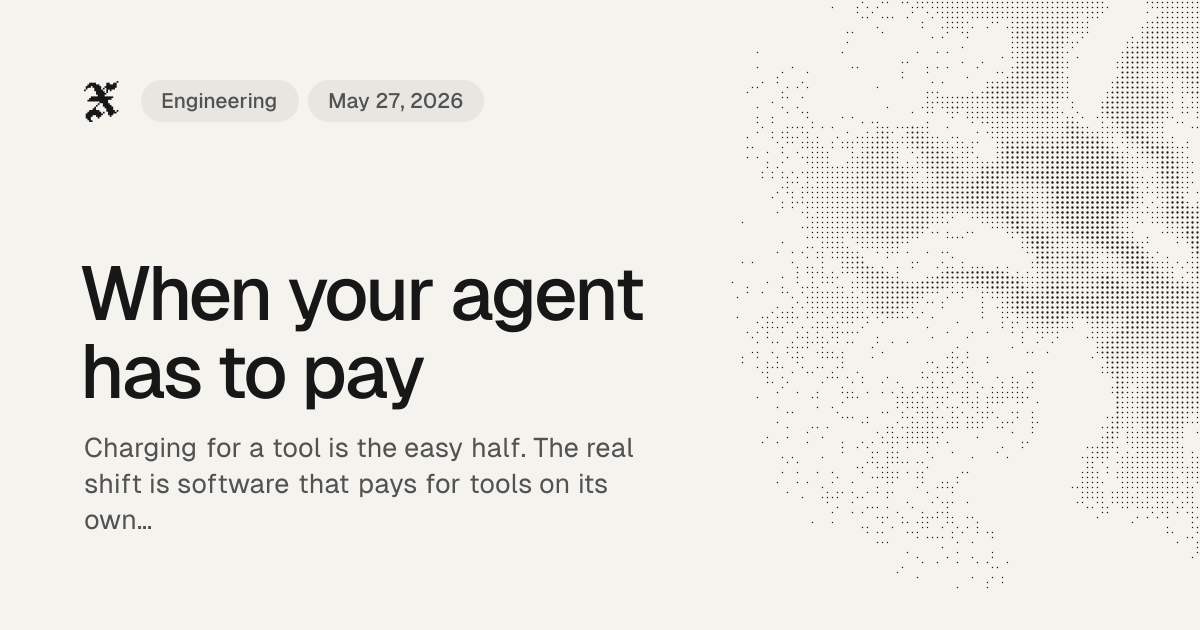 X
Engineering
May 27, 2026
When your agent
has to pay
Charging for a tool is the easy half. The real
shift is software that pays for tools on its
own...